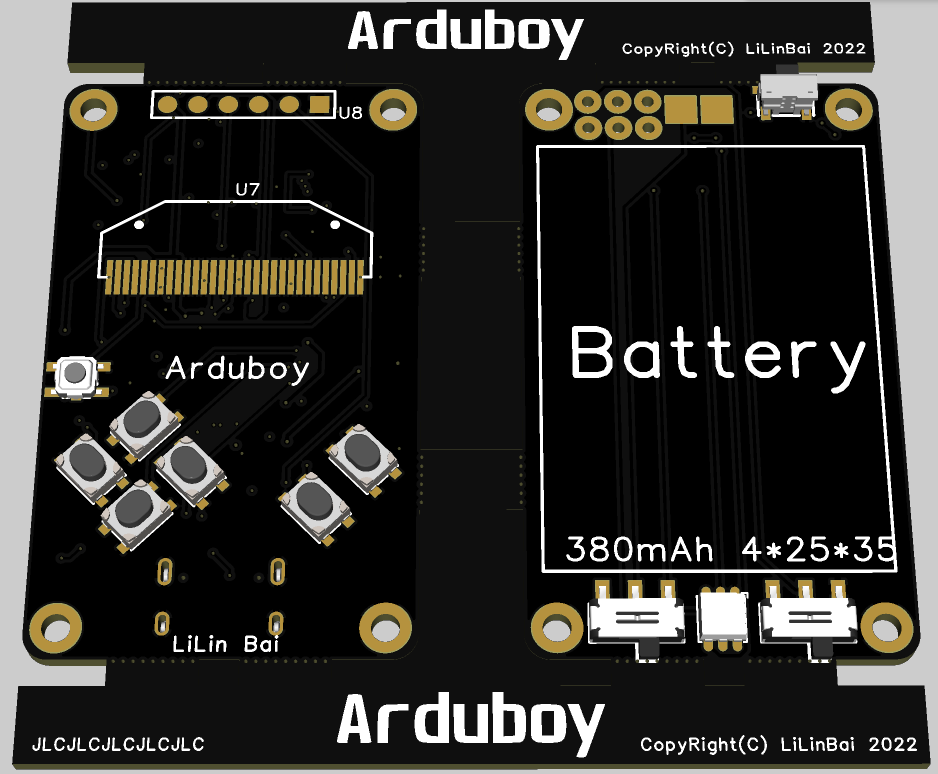 Arduboy
CopyRight(C) LiLinBai 2022
U8
U7
Arduboy
LiLin Bai
Battery
380mAh 4*25*35
Arduboy
JLCJLCJLCJLCJLC
CopyRight(C) LiLinBai 2022